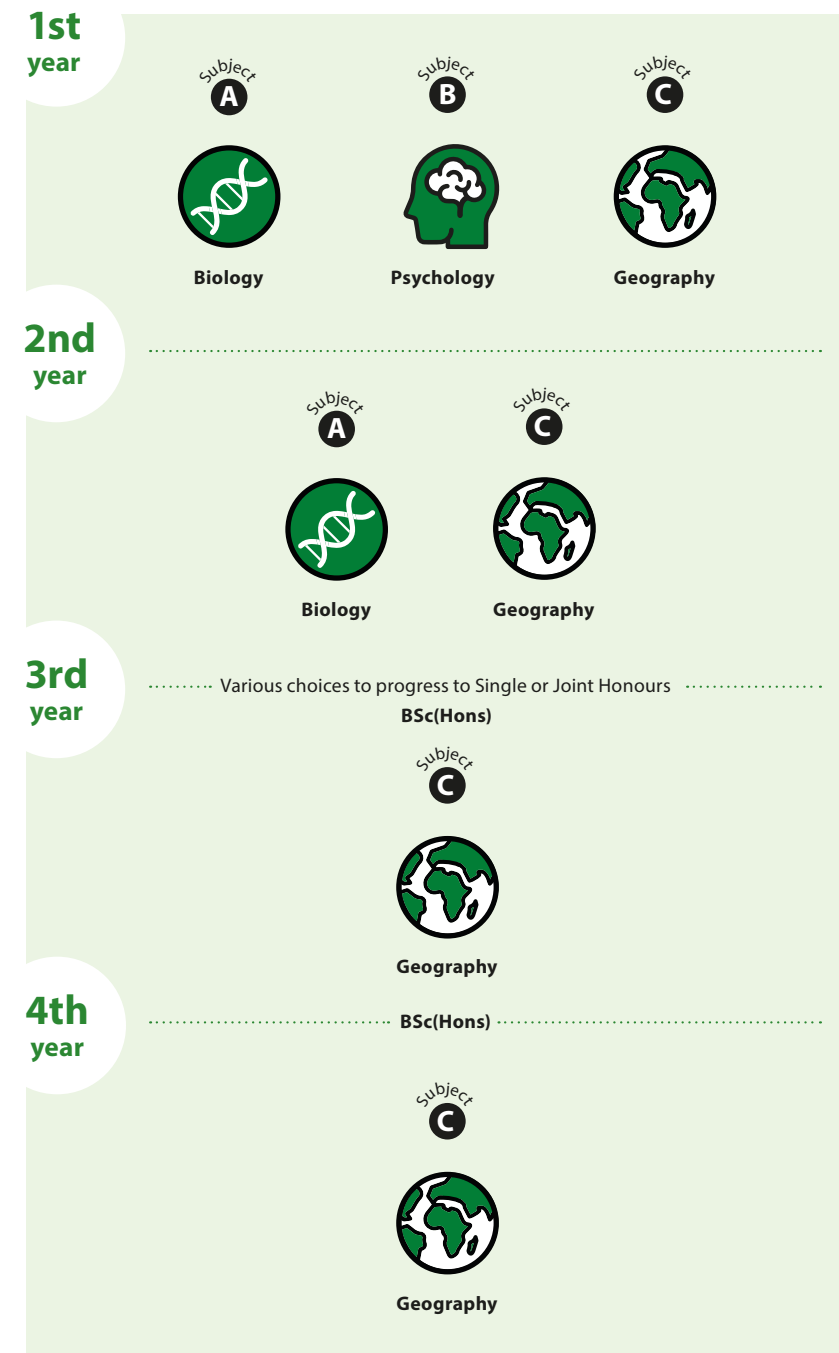 1st
year
Subject Subject Subject
A B C
Biology Psychology Geography
2nd
year
Subject Subject
A C
Biology Geography
3rd
year
Various choices to progress to Single or Joint Honours
BSc(Hons)
Subject
C
Geography
4th
year
BSc(Hons)
Subject
C
Geography